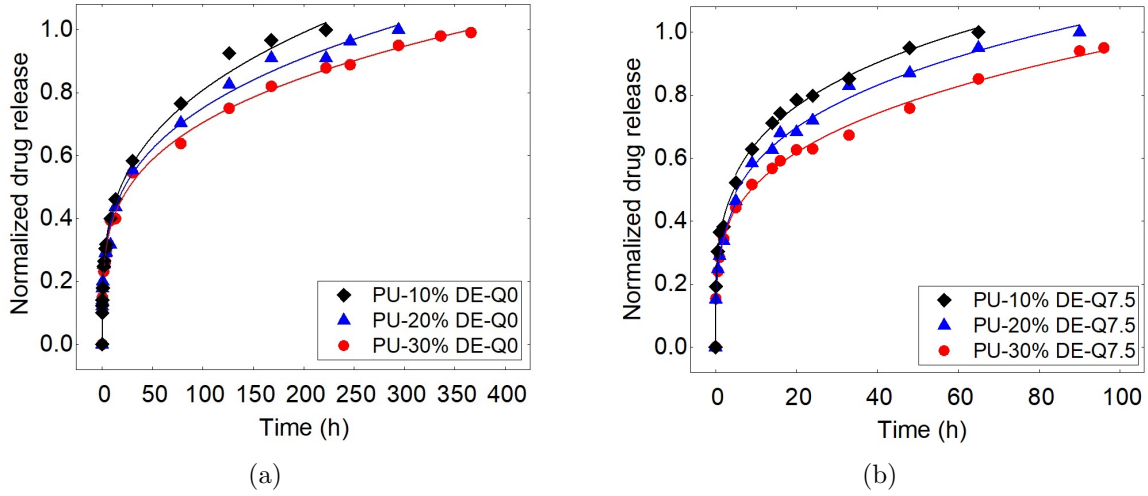 Normalized drug release
1.0
0.8
0.6
0.4
0.2
0.0
PU-10% DE-Q0
PU-20% DE-Q0
PU-30% DE-Q0
0 50 100 150 200 250 300 350 400
Time (h)
(a)
Normalized drug release
1.0
0.8
0.6
0.4
0.2
0.0
PU-10% DE-Q7.5
PU-20% DE-Q7.5
PU-30% DE-Q7.5
0 20 40 60 80 100
Time (h)
(b)